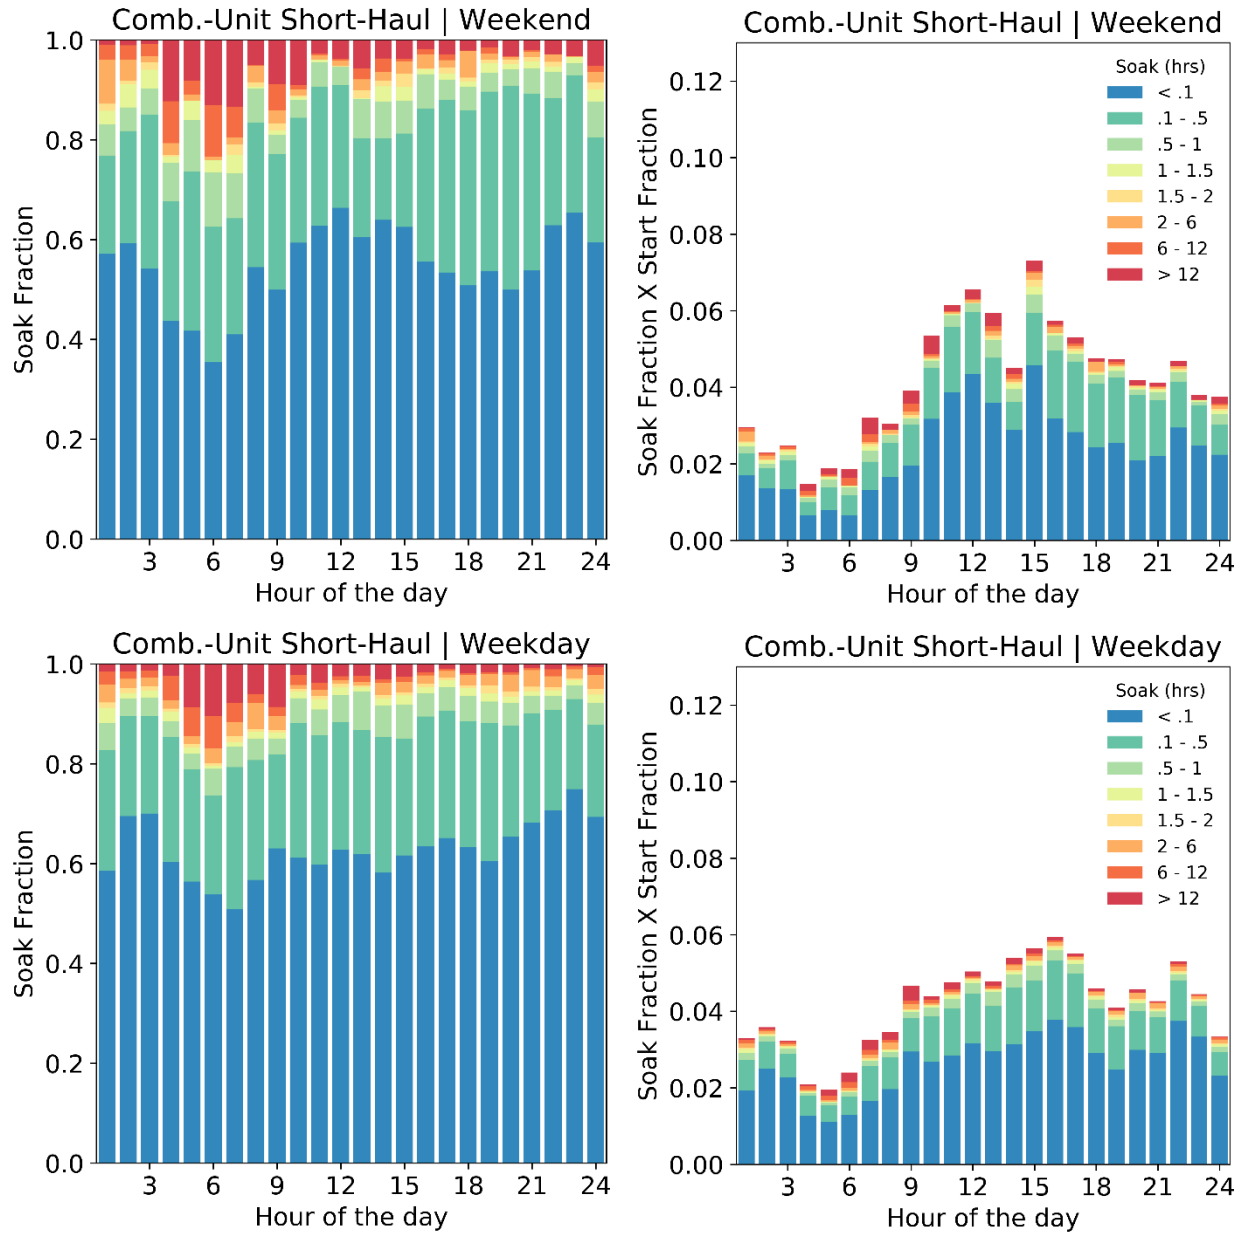 Comb.-Unit Short-Haul | Weekend
1.0
0.8
0.6
0.4
0.2
0.0
Soak Fraction
3 6 9 12 15 18 21 24
Hour of the day
Comb.-Unit Short-Haul | Weekend
0.12
0.10
0.08
0.06
0.04
0.02
0.00
Soak Fraction X Start Fraction
Soak (hrs)
< .1
.1 - .5
.5 - 1
1 - 1.5
1.5 - 2
2 - 6
6 - 12
> 12
3 6 9 12 15 18 21 24
Hour of the day
Comb.-Unit Short-Haul | Weekday
1.0
0.8
0.6
0.4
0.2
0.0
Soak Fraction
3 6 9 12 15 18 21 24
Hour of the day
Comb.-Unit Short-Haul | Weekday
0.12
0.10
0.08
0.06
0.04
0.02
0.00
Soak Fraction X Start Fraction
Soak (hrs)
< .1
.1 - .5
.5 - 1
1 - 1.5
1.5 - 2
2 - 6
6 - 12
> 12
3 6 9 12 15 18 21 24
Hour of the day